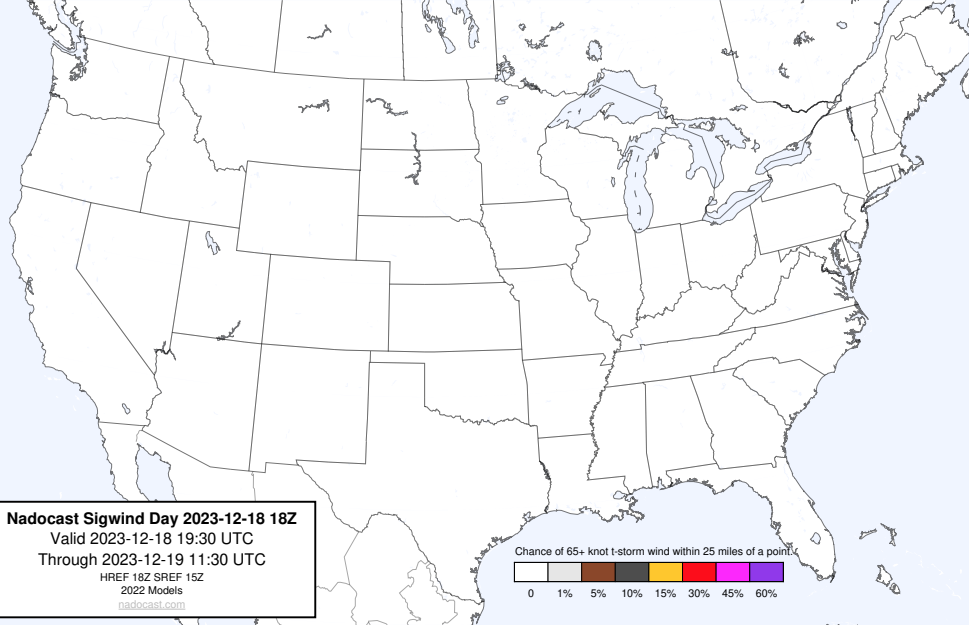 Nadocast Sigwind Day 2023-12-18 18Z
Valid 2023-12-18 19:30 UTC
Through 2023-12-19 11:30 UTC
HREF 18Z SREF 15Z
2022 Models
nadocast.com
Chance of 65+ knot t-storm wind within 25 miles of a point.
0 1% 5% 10% 15% 30% 45% 60%